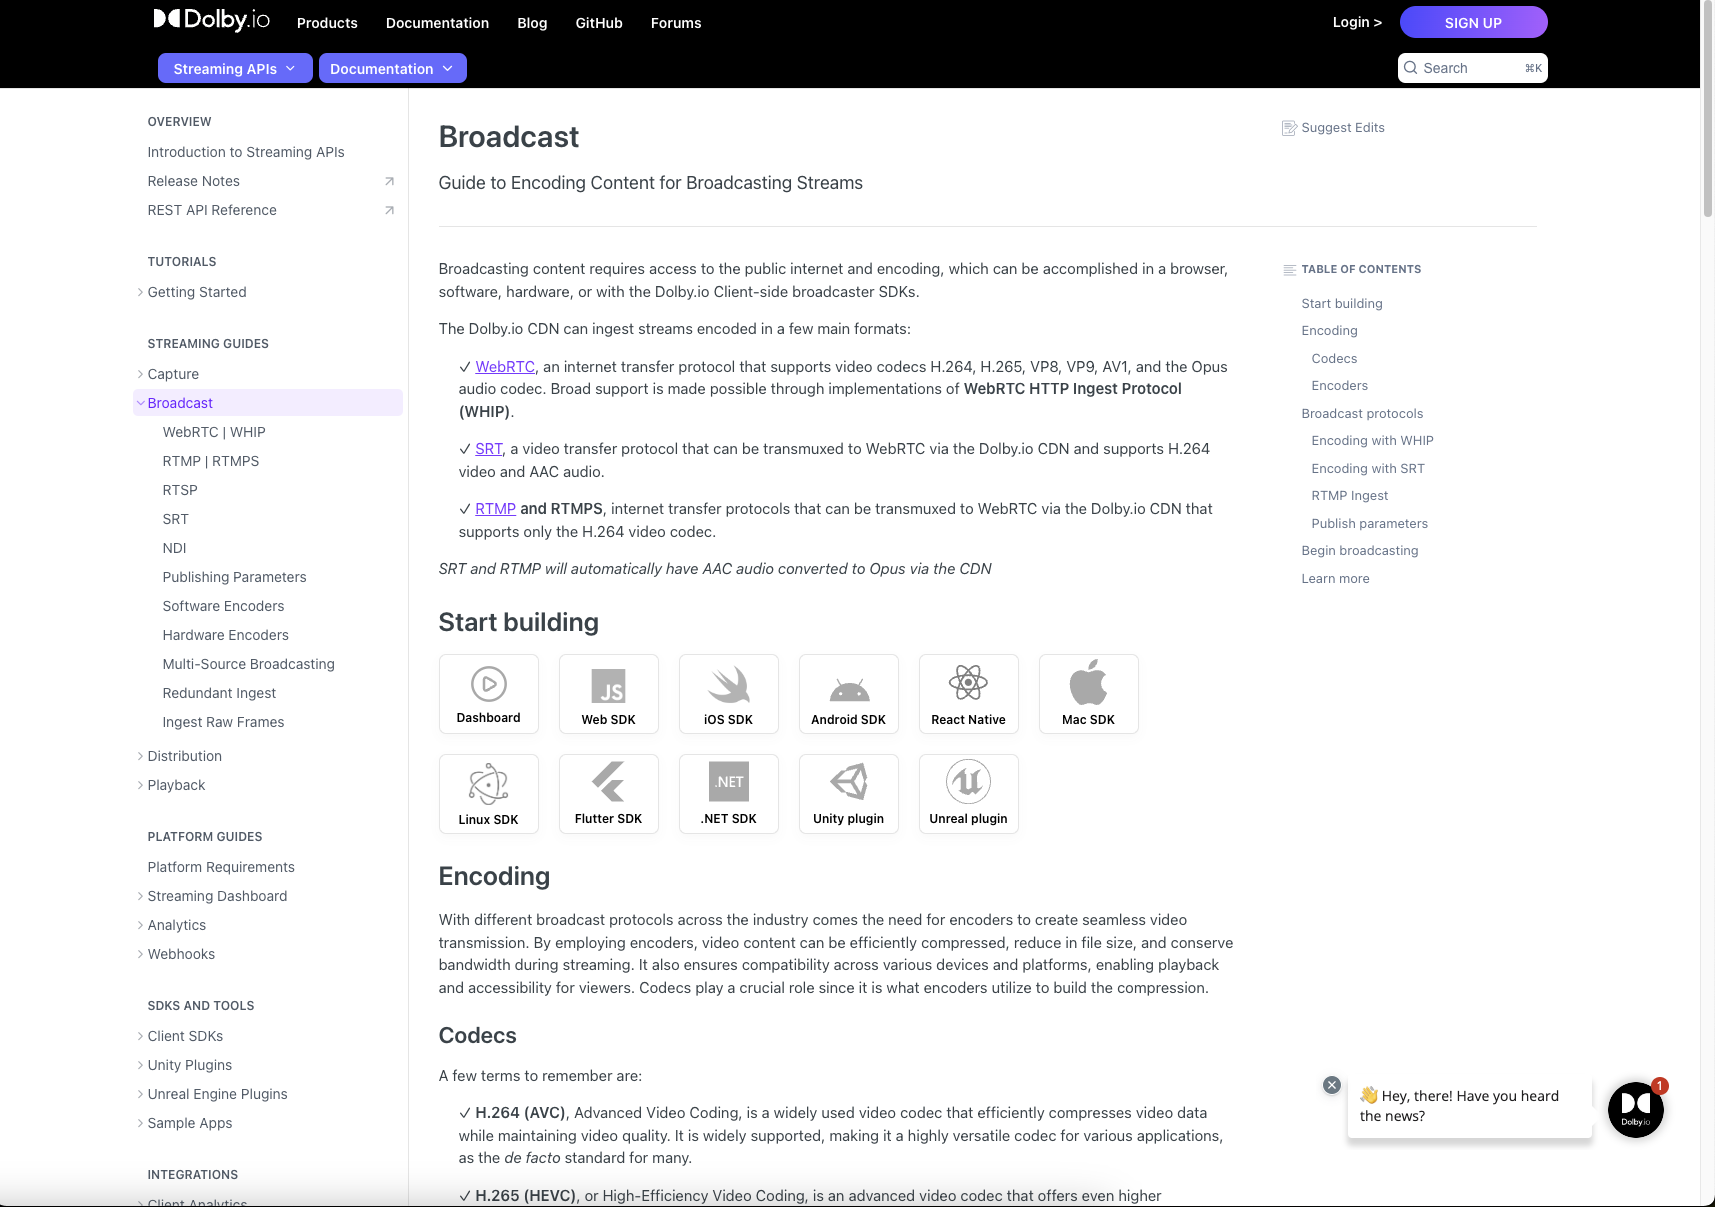 Dolby.io
Products
Documentation
Blog
GitHub
Forums
Login >
SIGN UP
Streaming APIs
Documentation
Search
⌘K
OVERVIEW
Introduction to Streaming APIs
Release Notes
REST API Reference
TUTORIALS
Getting Started
STREAMING GUIDES
Capture
Broadcast
WebRTC | WHIP
RTMP | RTMPS
RTSP
SRT
NDI
Publishing Parameters
Software Encoders
Hardware Encoders
Multi-Source Broadcasting
Redundant Ingest
Ingest Raw Frames
Distribution
Playback
PLATFORM GUIDES
Platform Requirements
Streaming Dashboard
Analytics
Webhooks
SDKS AND TOOLS
Client SDKs
Unity Plugins
Unreal Engine Plugins
Sample Apps
INTEGRATIONS
Client Analytics
Broadcast
Guide to Encoding Content for Broadcasting Streams
Suggest Edits
Broadcasting content requires access to the public internet and encoding, which can be accomplished in a browser,
software, hardware, or with the Dolby.io Client-side broadcaster SDKs.
The Dolby.io CDN can ingest streams encoded in a few main formats:
✓ WebRTC, an internet transfer protocol that supports video codecs H.264, H.265, VP8, VP9, AV1, and the Opus
audio codec. Broad support is made possible through implementations of WebRTC HTTP Ingest Protocol
(WHIP).
✓ SRT, a video transfer protocol that can be transmuxed to WebRTC via the Dolby.io CDN and supports H.264
video and AAC audio.
✓ RTMP and RTMPS, internet transfer protocols that can be transmuxed to WebRTC via the Dolby.io CDN that
supports only the H.264 video codec.
SRT and RTMP will automatically have AAC audio converted to Opus via the CDN
Start building
Dashboard
JS
Web SDK
iOS SDK
Android SDK
React Native
Mac SDK
Linux SDK
Flutter SDK
.NET
.NET SDK
Unity plugin
Unreal plugin
Encoding
With different broadcast protocols across the industry comes the need for encoders to create seamless video
transmission. By employing encoders, video content can be efficiently compressed, reduce in file size, and conserve
bandwidth during streaming. It also ensures compatibility across various devices and platforms, enabling playback
and accessibility for viewers. Codecs play a crucial role since it is what encoders utilize to build the compression.
Codecs
A few terms to remember are:
✓ H.264 (AVC), Advanced Video Coding, is a widely used video codec that efficiently compresses video data
while maintaining video quality. It is widely supported, making it a highly versatile codec for various applications,
as the de facto standard for many.
✓ H.265 (HEVC), or High-Efficiency Video Coding, is an advanced video codec that offers even higher
TABLE OF CONTENTS
Start building
Encoding
Codecs
Encoders
Broadcast protocols
Encoding with WHIP
Encoding with SRT
RTMP Ingest
Publish parameters
Begin broadcasting
Learn more
👋 Hey, there! Have you heard
the news?
1
Dolby.io